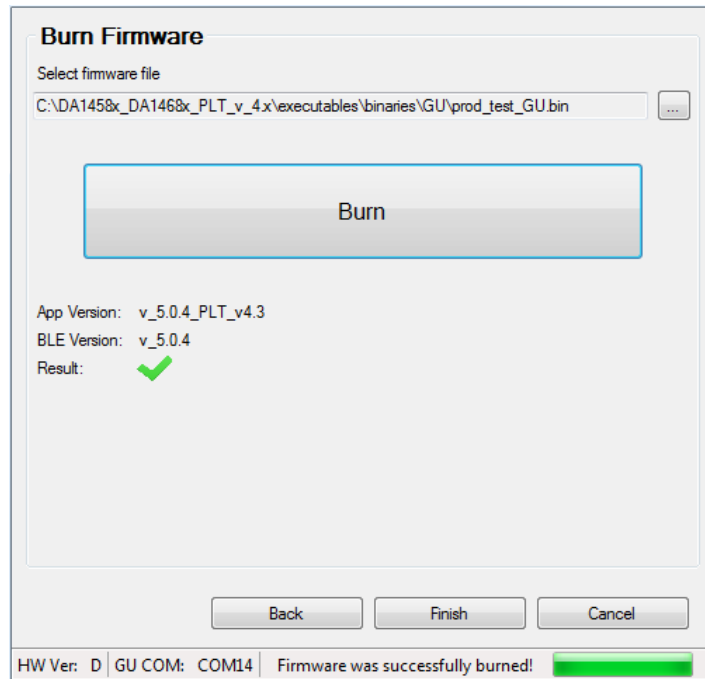 Burn Firmware
Select firmware file
C:\DA1458x_DA1468x_PLT_v_4.x\executables\binaries\GU\prod_test_GU.bin ...
Burn
App Version: v_5.0.4_PLT_v4.3
BLE Version: v_5.0.4
Result:
Back Finish Cancel
HW Ver: D GU COM: COM14 Firmware was successfully burned!